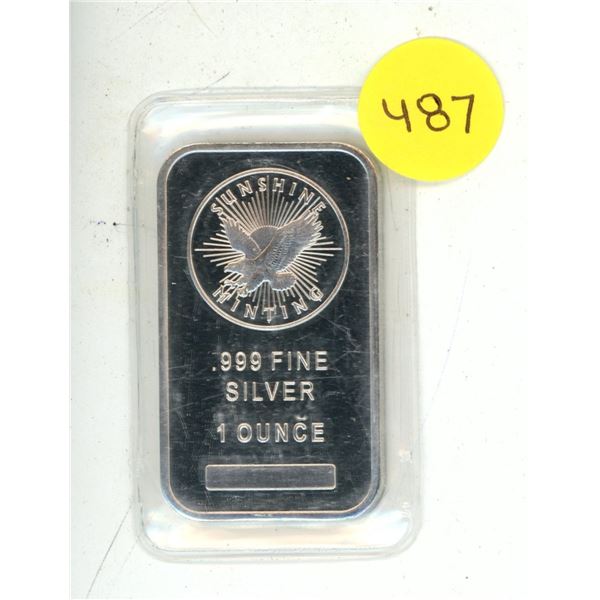 487
SUNSHINE
MINTING
.999 FINE
SILVER
1 OUNCE